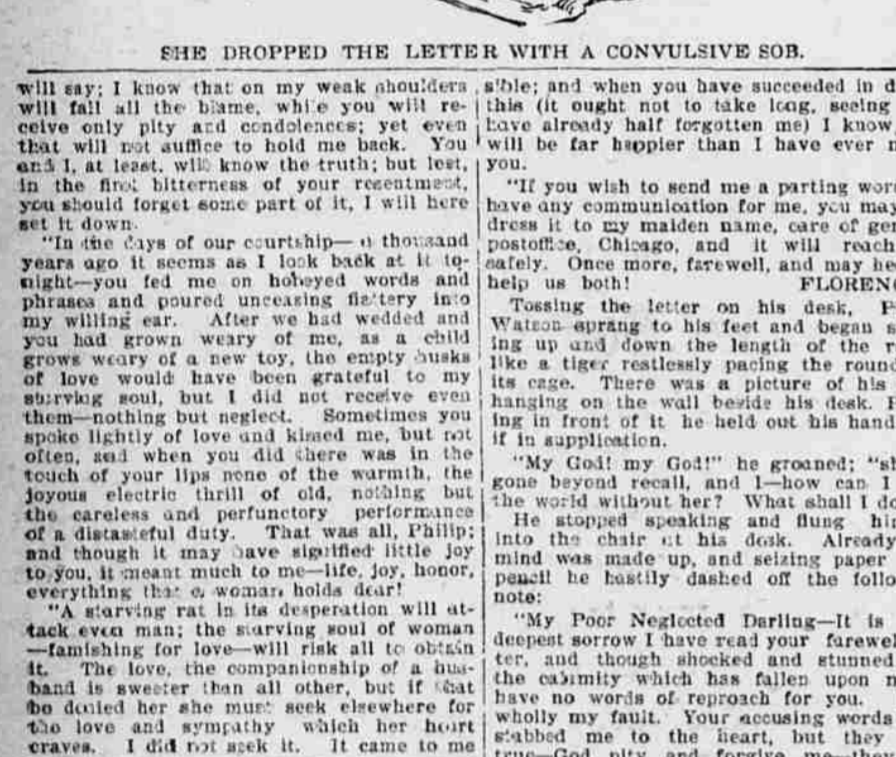 SHE DROPPED THE LETTER WITH A CONVULSIVE SOB.
will say; I know that on my weak shoulders
will fall all the blame, while you will re-
ceive only pity and condolences; yet even
that will not suffice to hold me back. You
and I, at least, will know the truth; but lest,
in the first bitterness of your resentment,
you should forget some part of it, I will here
set it down.
"In the days of our courtship—a thousand
years ago it seems as I look back at it to-
night—you fed me on honeyed words and
phrases and poured unceasing flattery into
my willing ear. After we had wedded and
you had grown weary of me, as a child
grows weary of a new toy, the empty husks
of love would have been grateful to my
starving soul, but I did not receive even
them—nothing but neglect. Sometimes you
spoke lightly of love and kissed me, but not
often, and when you did there was in the
touch of your lips none of the warmth, the
joyous electric thrill of old, nothing but
the careless and perfunctory performance
of a distasteful duty. That was all, Philip;
and though it may have signified little joy
to you, it meant much to me—life, joy, honor,
everything that a woman holds dear!
"A starving rat in its desperation will at-
tack even man; the starving soul of woman
—famishing for love—will risk all to obtain
it. The love, the companionship of a hus-
band is sweeter than all other, but if that
be denied her she must seek elsewhere for
the love and sympathy which her heart
craves. I did not seek it. It came to me
sible; and when you have succeeded in d
this (it ought not to take long, seeing
have already half forgotten me) I know
will be far happier than I have ever m
you.
"If you wish to send me a parting wor
have any communication for me, you may
dress it to my maiden name, care of gen
postoffice, Chicago, and it will reach
safely. Once more, farewell, and may he
help us both! FLORENC
Tossing the letter on his desk, P
Watson sprang to his feet and began s
ing up and down the length of the r
like a tiger restlessly pacing the round
its cage. There was a picture of his
hanging on the wall beside his desk. P
ing in front of it he held out his hand
if in supplication.
"My God! my God!" he groaned; "sh
gone beyond recall, and I—how can I
the world without her? What shall I do
He stopped speaking and flung hi
into the chair at his desk. Already
mind was made up, and seizing paper
pencil he hastily dashed off the follo
note:
"My Poor Neglected Darling—It is
deepest sorrow I have read your farewel
ter, and though shocked and stunned
the calamity which has fallen upon m
have no words of reproach for you.
wholly my fault. Your accusing words
stabbed me to the heart, but they
true—God pity and forgive me—they